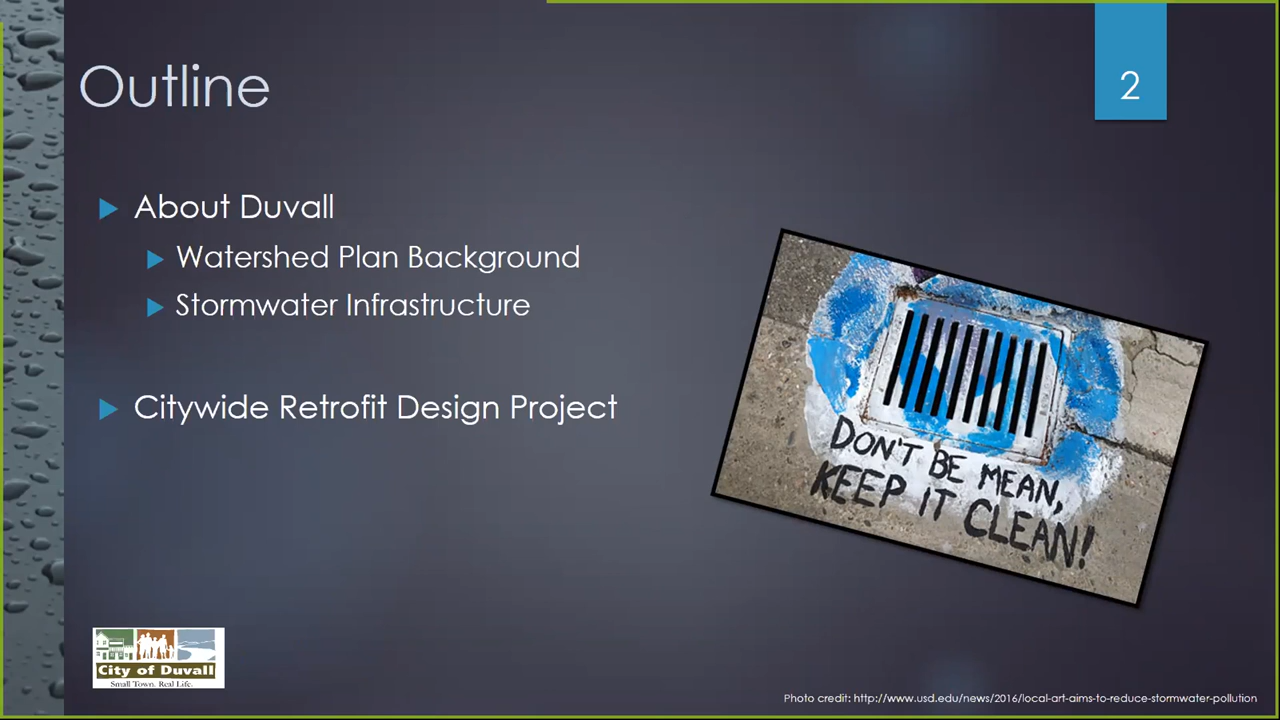 Outline
2
About Duvall
Watershed Plan Background
Stormwater Infrastructure
Citywide Retrofit Design Project
DON'T BE MEAN,
KEEP IT CLEAN!
City of Duvall
Small Town. Real Life.
Photo credit: http://www.usd.edu/news/2016/local-art-aims-to-reduce-stormwater-pollution